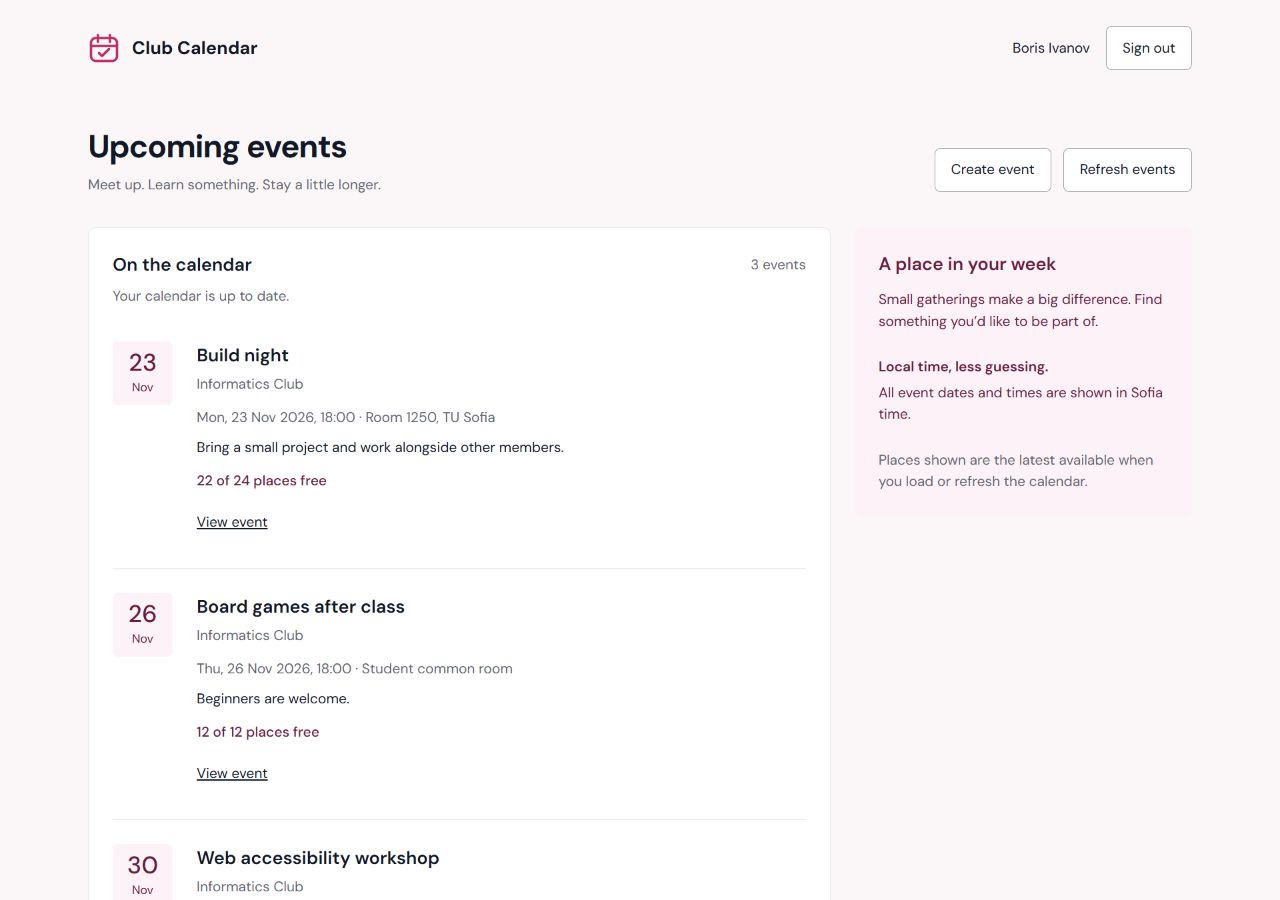 Club Calendar
Boris Ivanov
Sign out
Upcoming events
Meet up. Learn something. Stay a little longer.
Create event
Refresh events
On the calendar
3 events
Your calendar is up to date.
23
Nov
Build night
Informatics Club
Mon, 23 Nov 2026, 18:00 · Room 1250, TU Sofia
Bring a small project and work alongside other members.
22 of 24 places free
View event
26
Nov
Board games after class
Informatics Club
Thu, 26 Nov 2026, 18:00 · Student common room
Beginners are welcome.
12 of 12 places free
View event
30
Nov
Web accessibility workshop
Informatics Club
A place in your week
Small gatherings make a big difference. Find
something you’d like to be part of.
Local time, less guessing.
All event dates and times are shown in Sofia
time.
Places shown are the latest available when
you load or refresh the calendar.